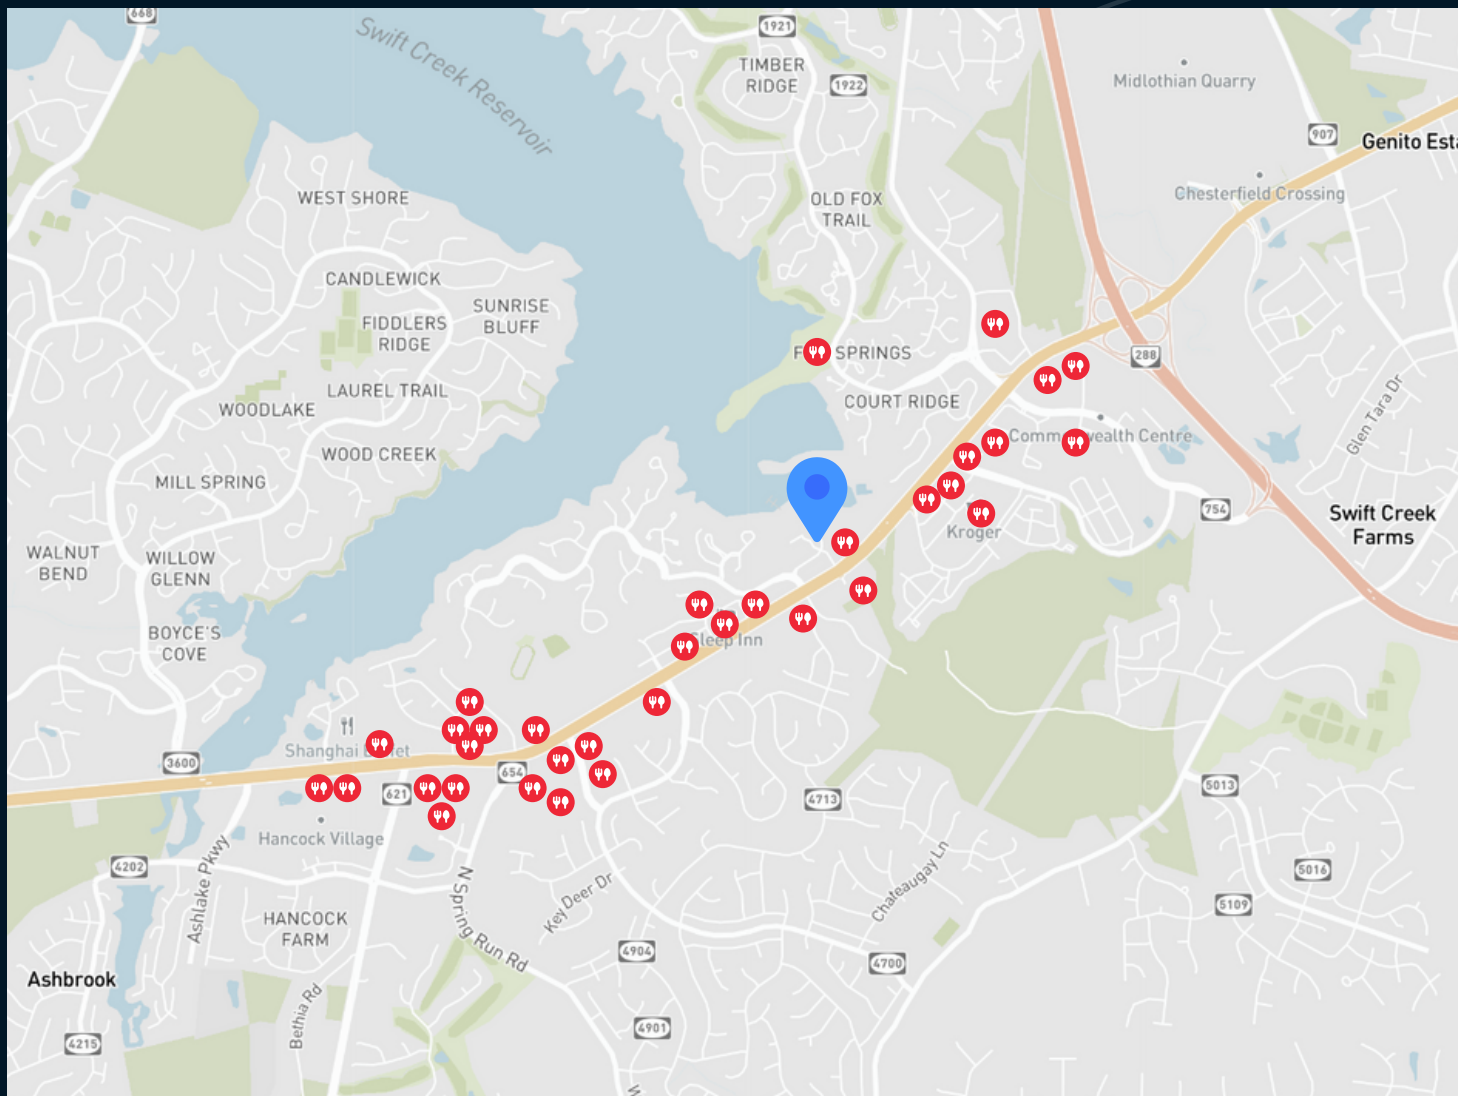 668
Swift Creek Reservoir
1921
TIMBER
RIDGE
1922
Midlothian Quarry
907
Genito Esta
Chesterfield Crossing
WEST SHORE
OLD FOX
TRAIL
CANDLEWICK
SUNRISE
BLUFF
FIDDLERS
RIDGE
SPRINGS
288
LAUREL TRAIL
WOODLAKE
COURT RIDGE
Glen Tara Dr
WOOD CREEK
MILL SPRING
754
Swift Creek
Farms
Kroger
WALNUT
BEND
WILLOW
GLENN
BOYCE'S
COVE
Sleep Inn
Shanghai
3600
654
621
5013
4713
Hancock Village
4202
Ashlake Pkwy
N Spring Run Rd
Key Deer Dr
Chateaugay Ln
5016
5109
HANCOCK
FARM
4904
4700
Ashbrook
Bethia Rd
4901
4215